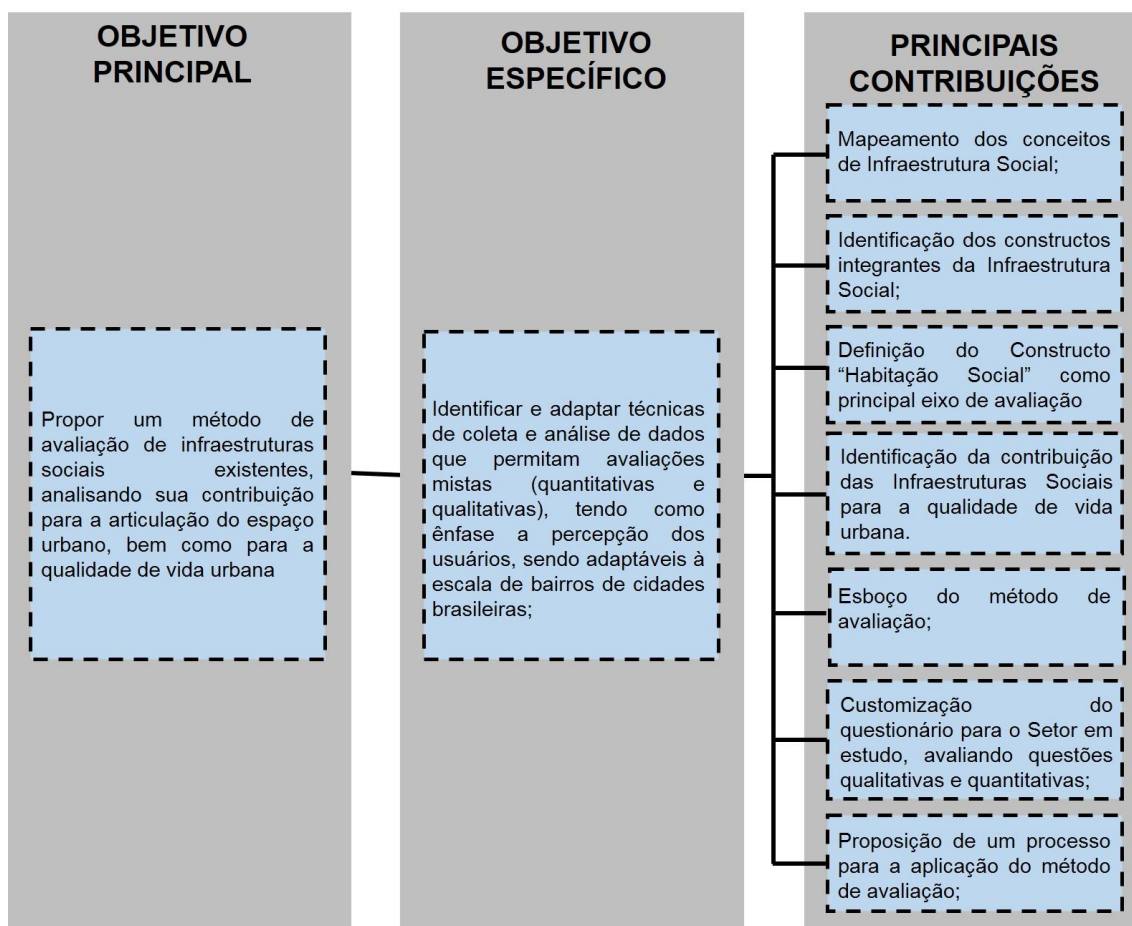 OBJETIVO
PRINCIPAL
Propor um método de
avaliação de infraestruturas
sociais existentes,
analisando sua contribuição
para a articulação do espaço
urbano, bem como para a
qualidade de vida urbana
OBJETIVO
ESPECÍFICO
Identificar e adaptar técnicas
de coleta e análise de dados
que permitam avaliações
mistas (quantitativas e
qualitativas), tendo como
ênfase a percepção dos
usuários, sendo adaptáveis à
escala de bairros de cidades
brasileiras;
PRINCIPAIS
CONTRIBUIÇÕES
Mapeamento dos conceitos
de Infraestrutura Social;
Identificação dos constructos
integrantes da Infraestrutura
Social;
Definição do Constructo
“Habitação Social” como
principal eixo de avaliação
Identificação da contribuição
das Infraestruturas Sociais
para a qualidade de vida
urbana.
Esboço do método de
avaliação;
Customização do
questionário para o Setor em
estudo, avaliando questões
qualitativas e quantitativas;
Proposição de um processo
para a aplicação do método
de avaliação;